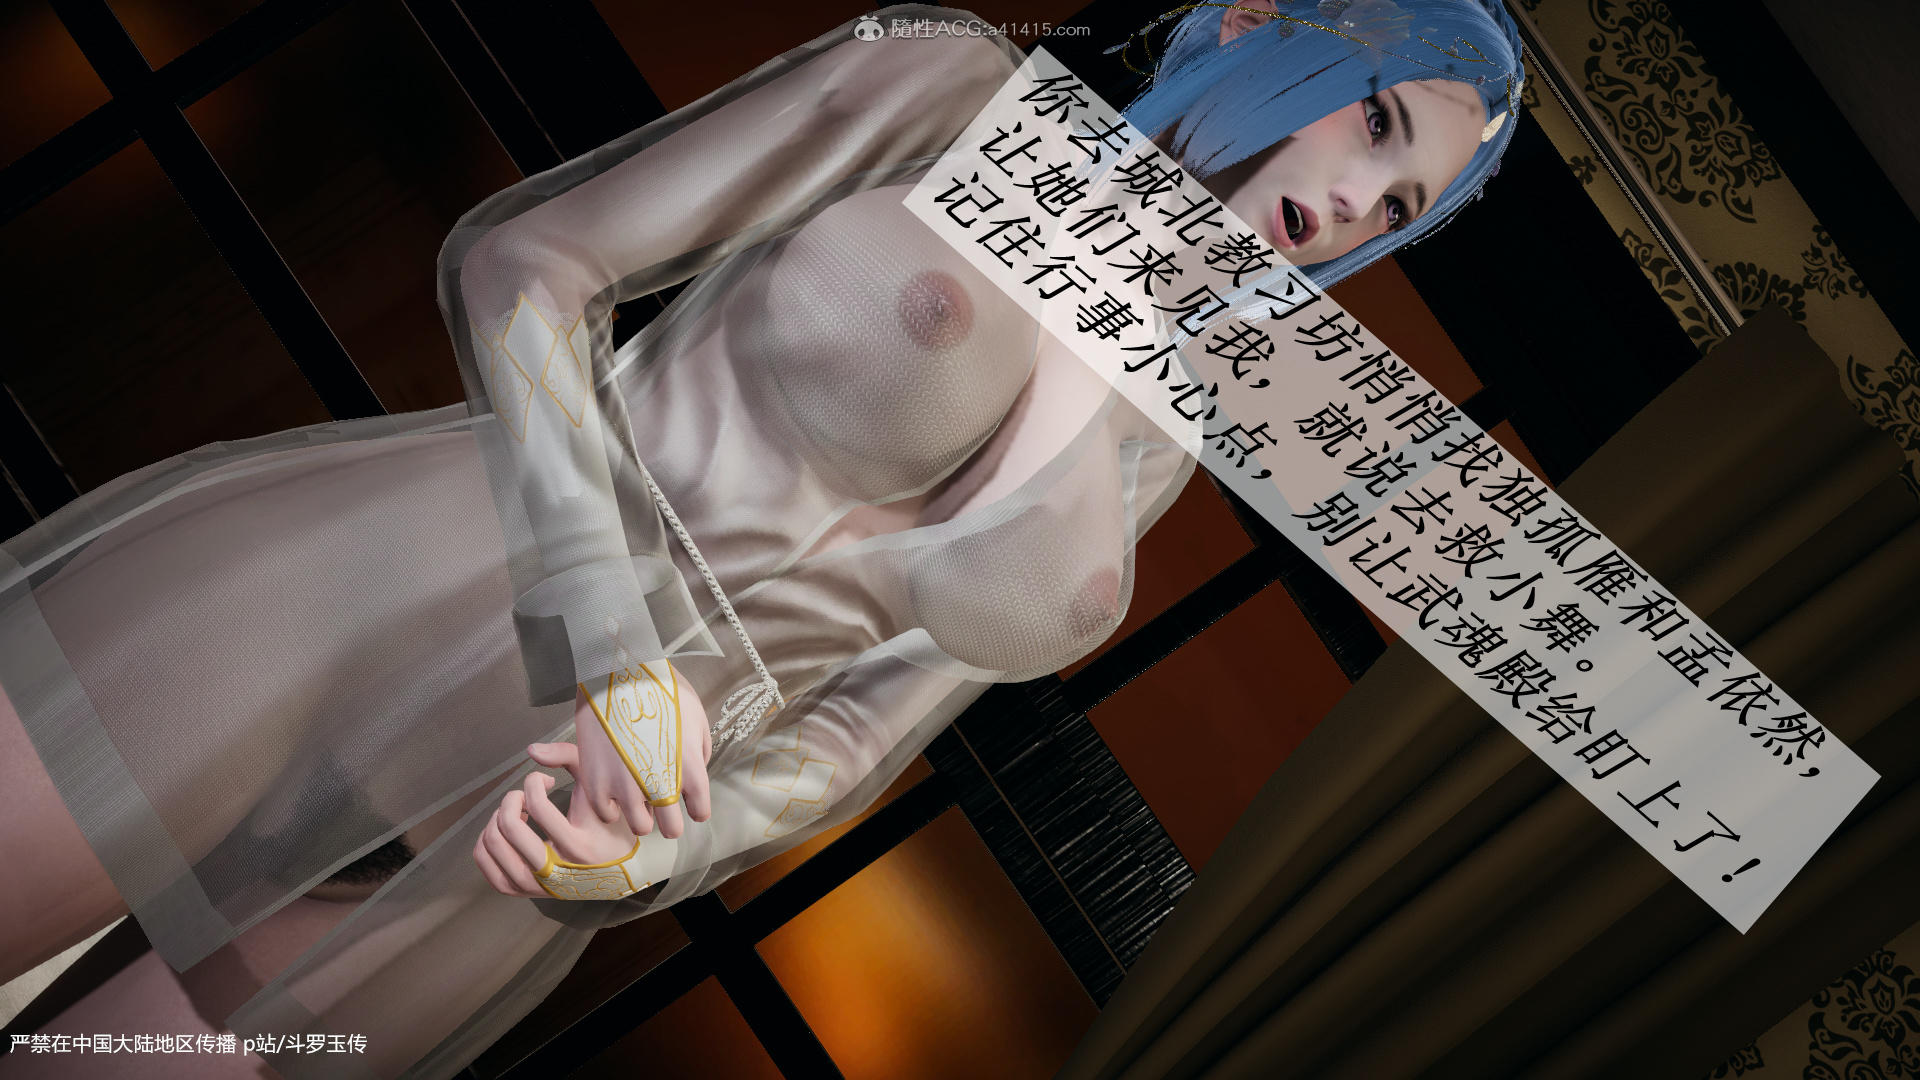 隨性ACG:a41415.com
你去城北教习坊悄悄找独孤雁和孟依然,
让她们来见我,就说去救小舞。
记住行事小心点,别让武魂殿给盯上了!
严禁在中国大陆地区传播 p站/斗罗玉传